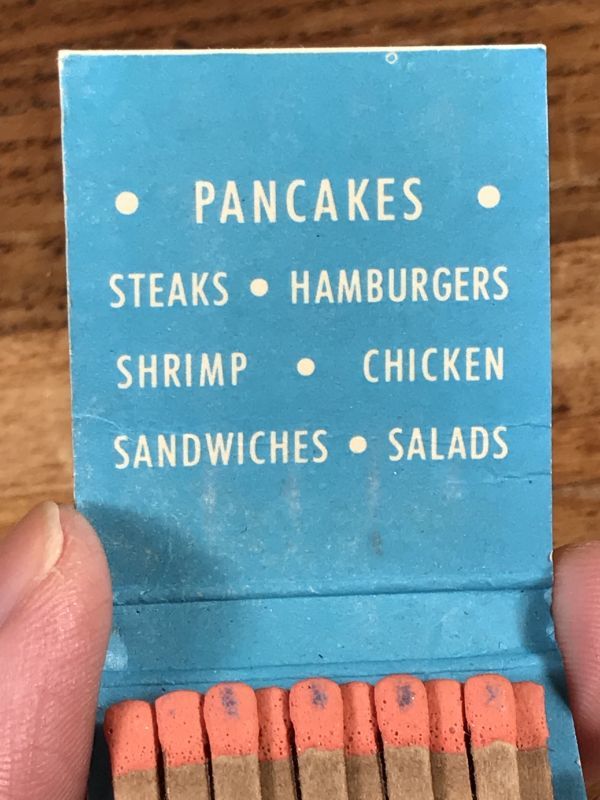 • PANCAKES •
STEAKS • HAMBURGERS
SHRIMP • CHICKEN
SANDWICHES • SALADS